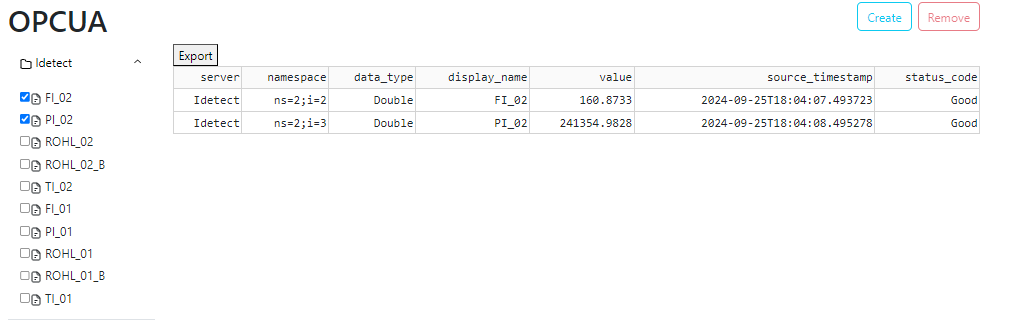 OPCUA
Create Remove
Idetect
FI_02
PI_02
ROHL_02
ROHL_02_B
TI_02
FI_01
PI_01
ROHL_01
ROHL_01_B
TI_01
Export
server namespace data_type display_name value source_timestamp status_code
Idetect ns=2;i=2 Double FI_02 160.8733 2024-09-25T18:04:07.493723 Good
Idetect ns=2;i=3 Double PI_02 241354.9828 2024-09-25T18:04:08.495278 Good